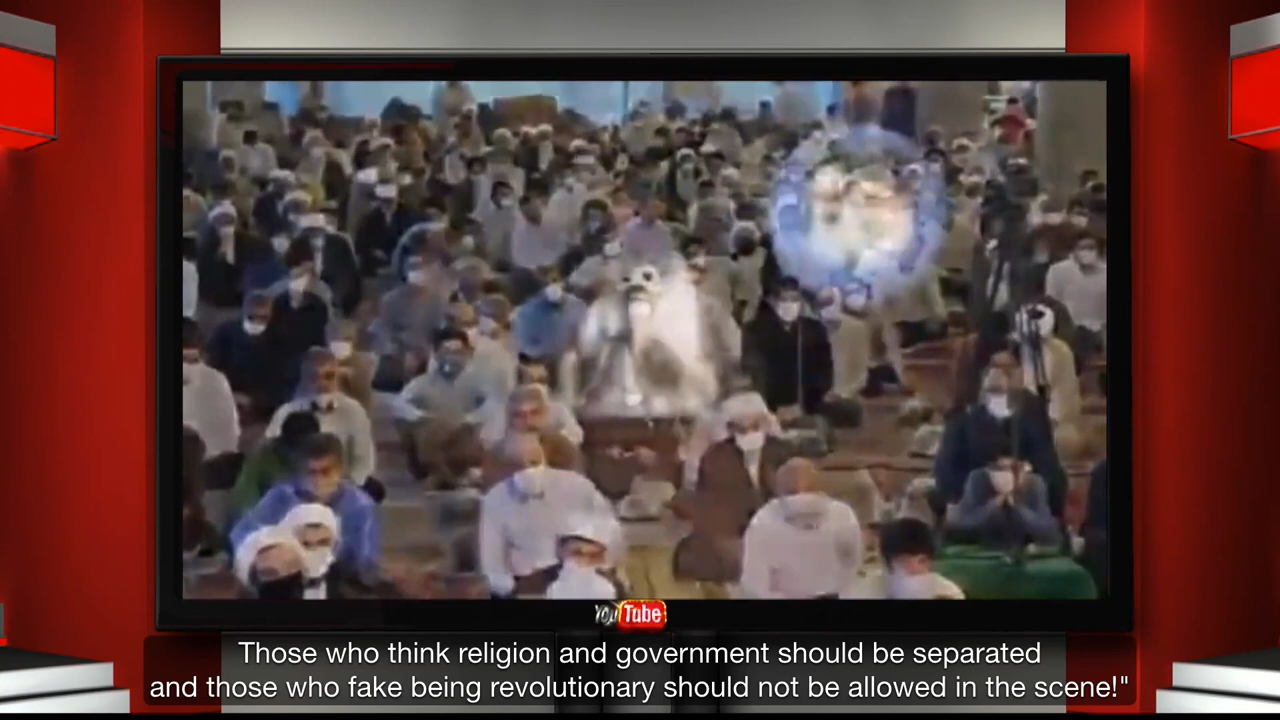 YouTube
Those who think religion and government should be separated
and those who fake being revolutionary should not be allowed in the scene!"